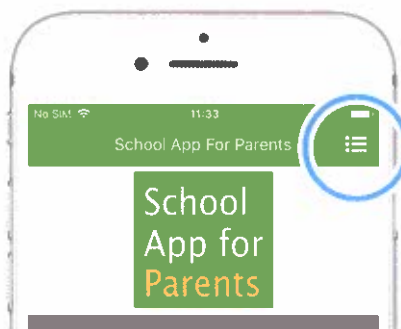 No SIM 11:33
School App For Parents
School
App for
Parents